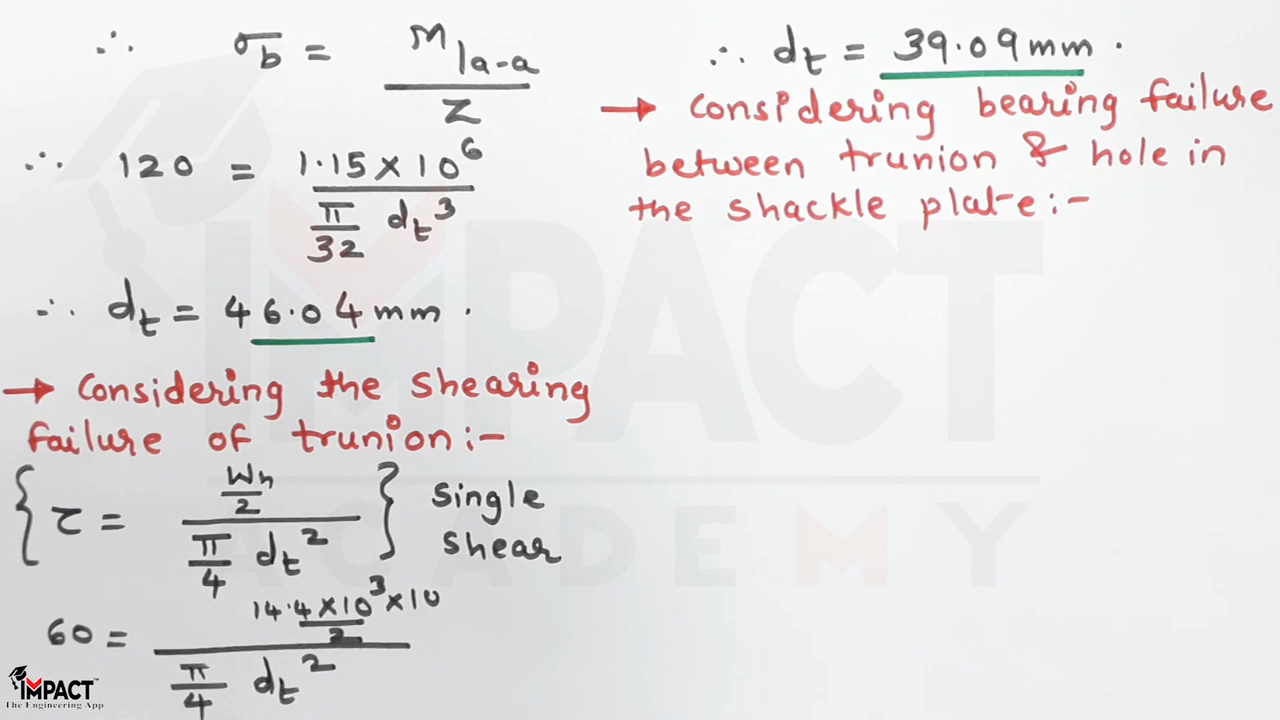 ∴ σb = M|a-a / Z
∴ 120 = 1.15 × 10^6 / (π/32 dt^3)
∴ dt = 46.04 mm.
→ Considering the shearing
failure of trunion:-
{ τ = (Wh/2) / (π/4 dt^2) } single shear
60 = (14.4×10^3×10 / 2) / (π/4 dt^2)
∴ dt = 39.09 mm.
→ Considering bearing failure
between trunion & hole in
the shackle plate:-
IMPACT
ACADEMY
IMPACT
The Engineering App